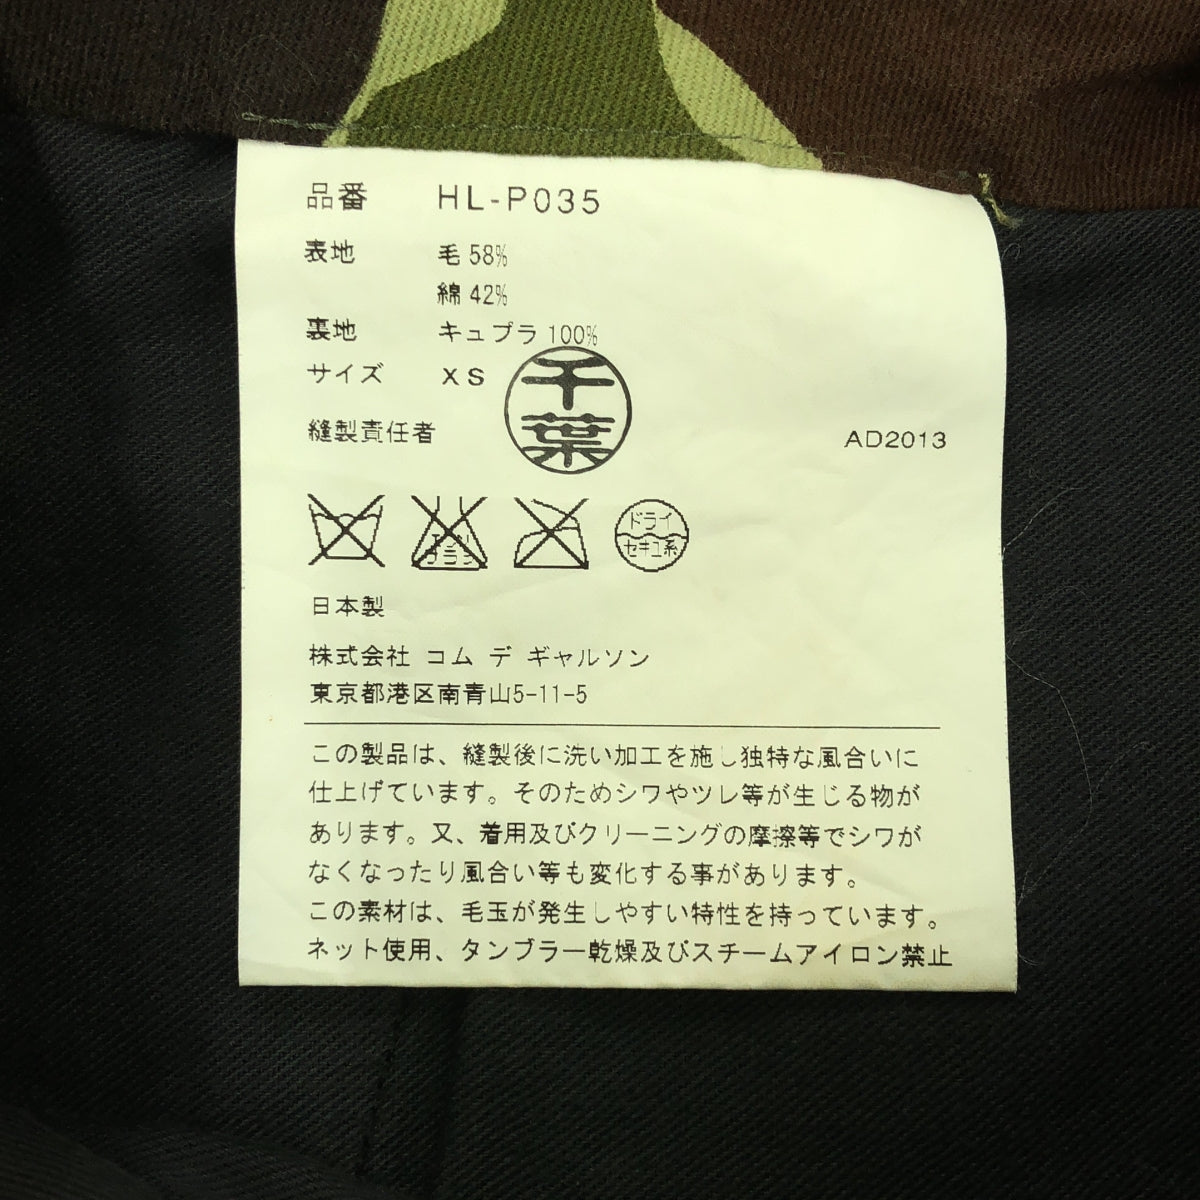 品番 HL-P035
表地 毛 58%
綿 42%
裏地 キュプラ 100%
サイズ XS
千葉
縫製責任者
AD2013
ドライ
セキユ系
日本製
株式会社 コム デ ギャルソン
東京都港区南青山5-11-5
この製品は、縫製後に洗い加工を施し独特な風合いに
仕上げています。そのためシワやツレ等が生じる物が
あります。又、着用及びクリーニングの摩擦等でシワが
なくなったり風合い等も変化する事があります。
この素材は、毛玉が発生しやすい特性を持っています。
ネット使用、タンブラー乾燥及びスチームアイロン禁止